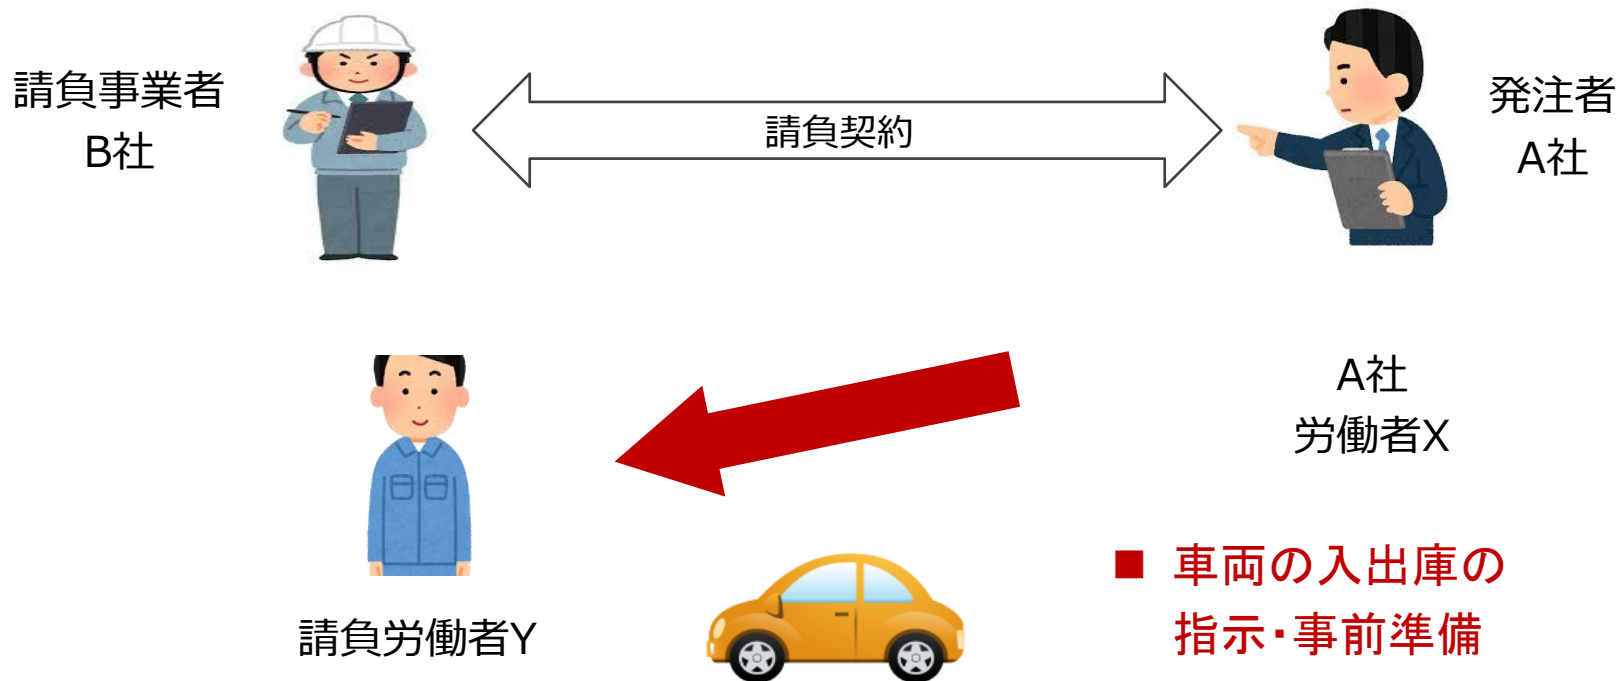 請負事業者
B社
請負契約
発注者
A社
A社
労働者X
請負労働者Y
■ 車両の入出庫の
指示・事前準備